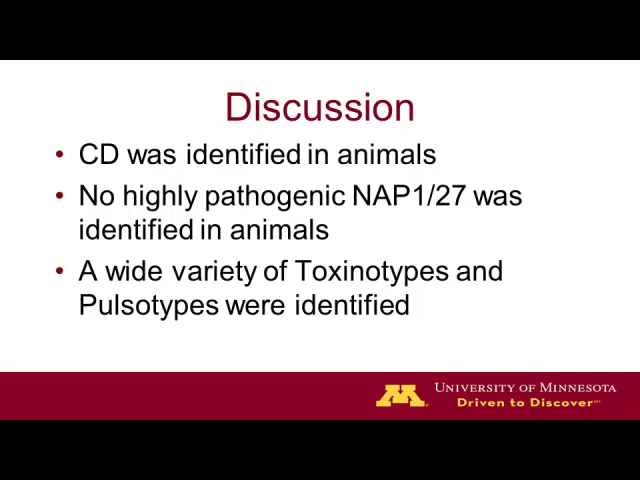 Discussion
• CD was identified in animals
• No highly pathogenic NAP1/27 was
identified in animals
• A wide variety of Toxinotypes and
Pulsotypes were identified
M
UNIVERSITY OF MINNESOTA
Driven to Discover℠